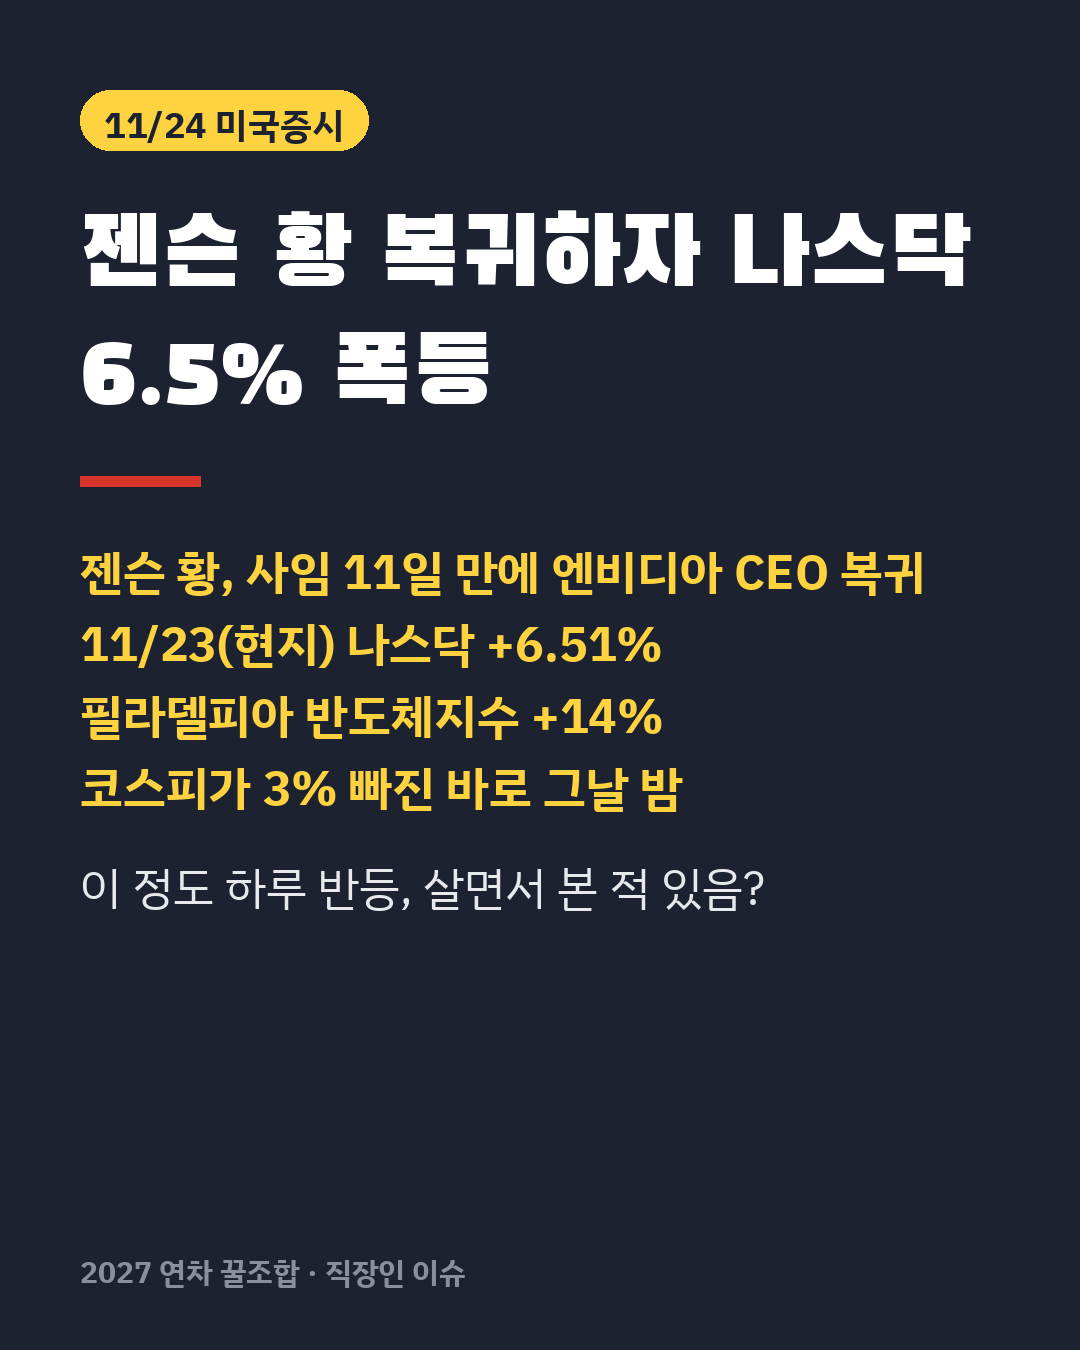 11/24 미국증시
젠슨 황 복귀하자 나스닥
6.5% 폭등
젠슨 황, 사임 11일 만에 엔비디아 CEO 복귀
11/23(현지) 나스닥 +6.51%
필라델피아 반도체지수 +14%
코스피가 3% 빠진 바로 그날 밤
이 정도 하루 반등, 살면서 본 적 있음?
2027 연차 꿀조합 · 직장인 이슈